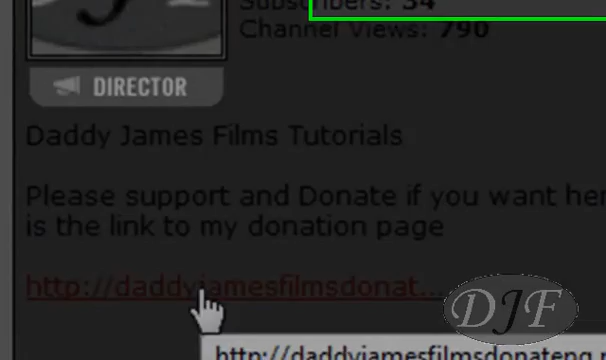 Subscribers: 34
Channel Views: 790
DIRECTOR
Daddy James Films Tutorials
Please support and Donate if you want her
is the link to my donation page
http://daddyjamesfilmsdonat...
DJF
http://daddyjamesfilmsdonateng.